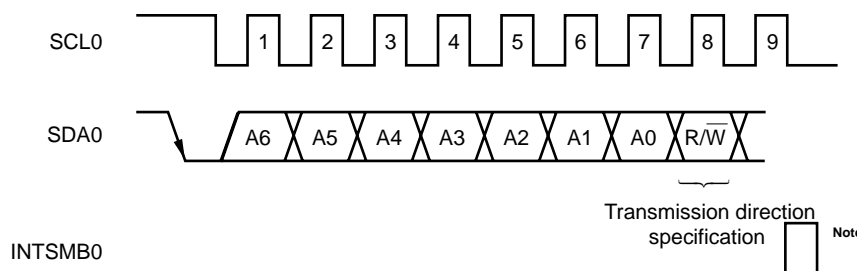 SCL0 1 2 3 4 5 6 7 8 9
SDA0 A6 A5 A4 A3 A2 A1 A0 R/W̅
Transmission direction
specification
Note
INTSMB0